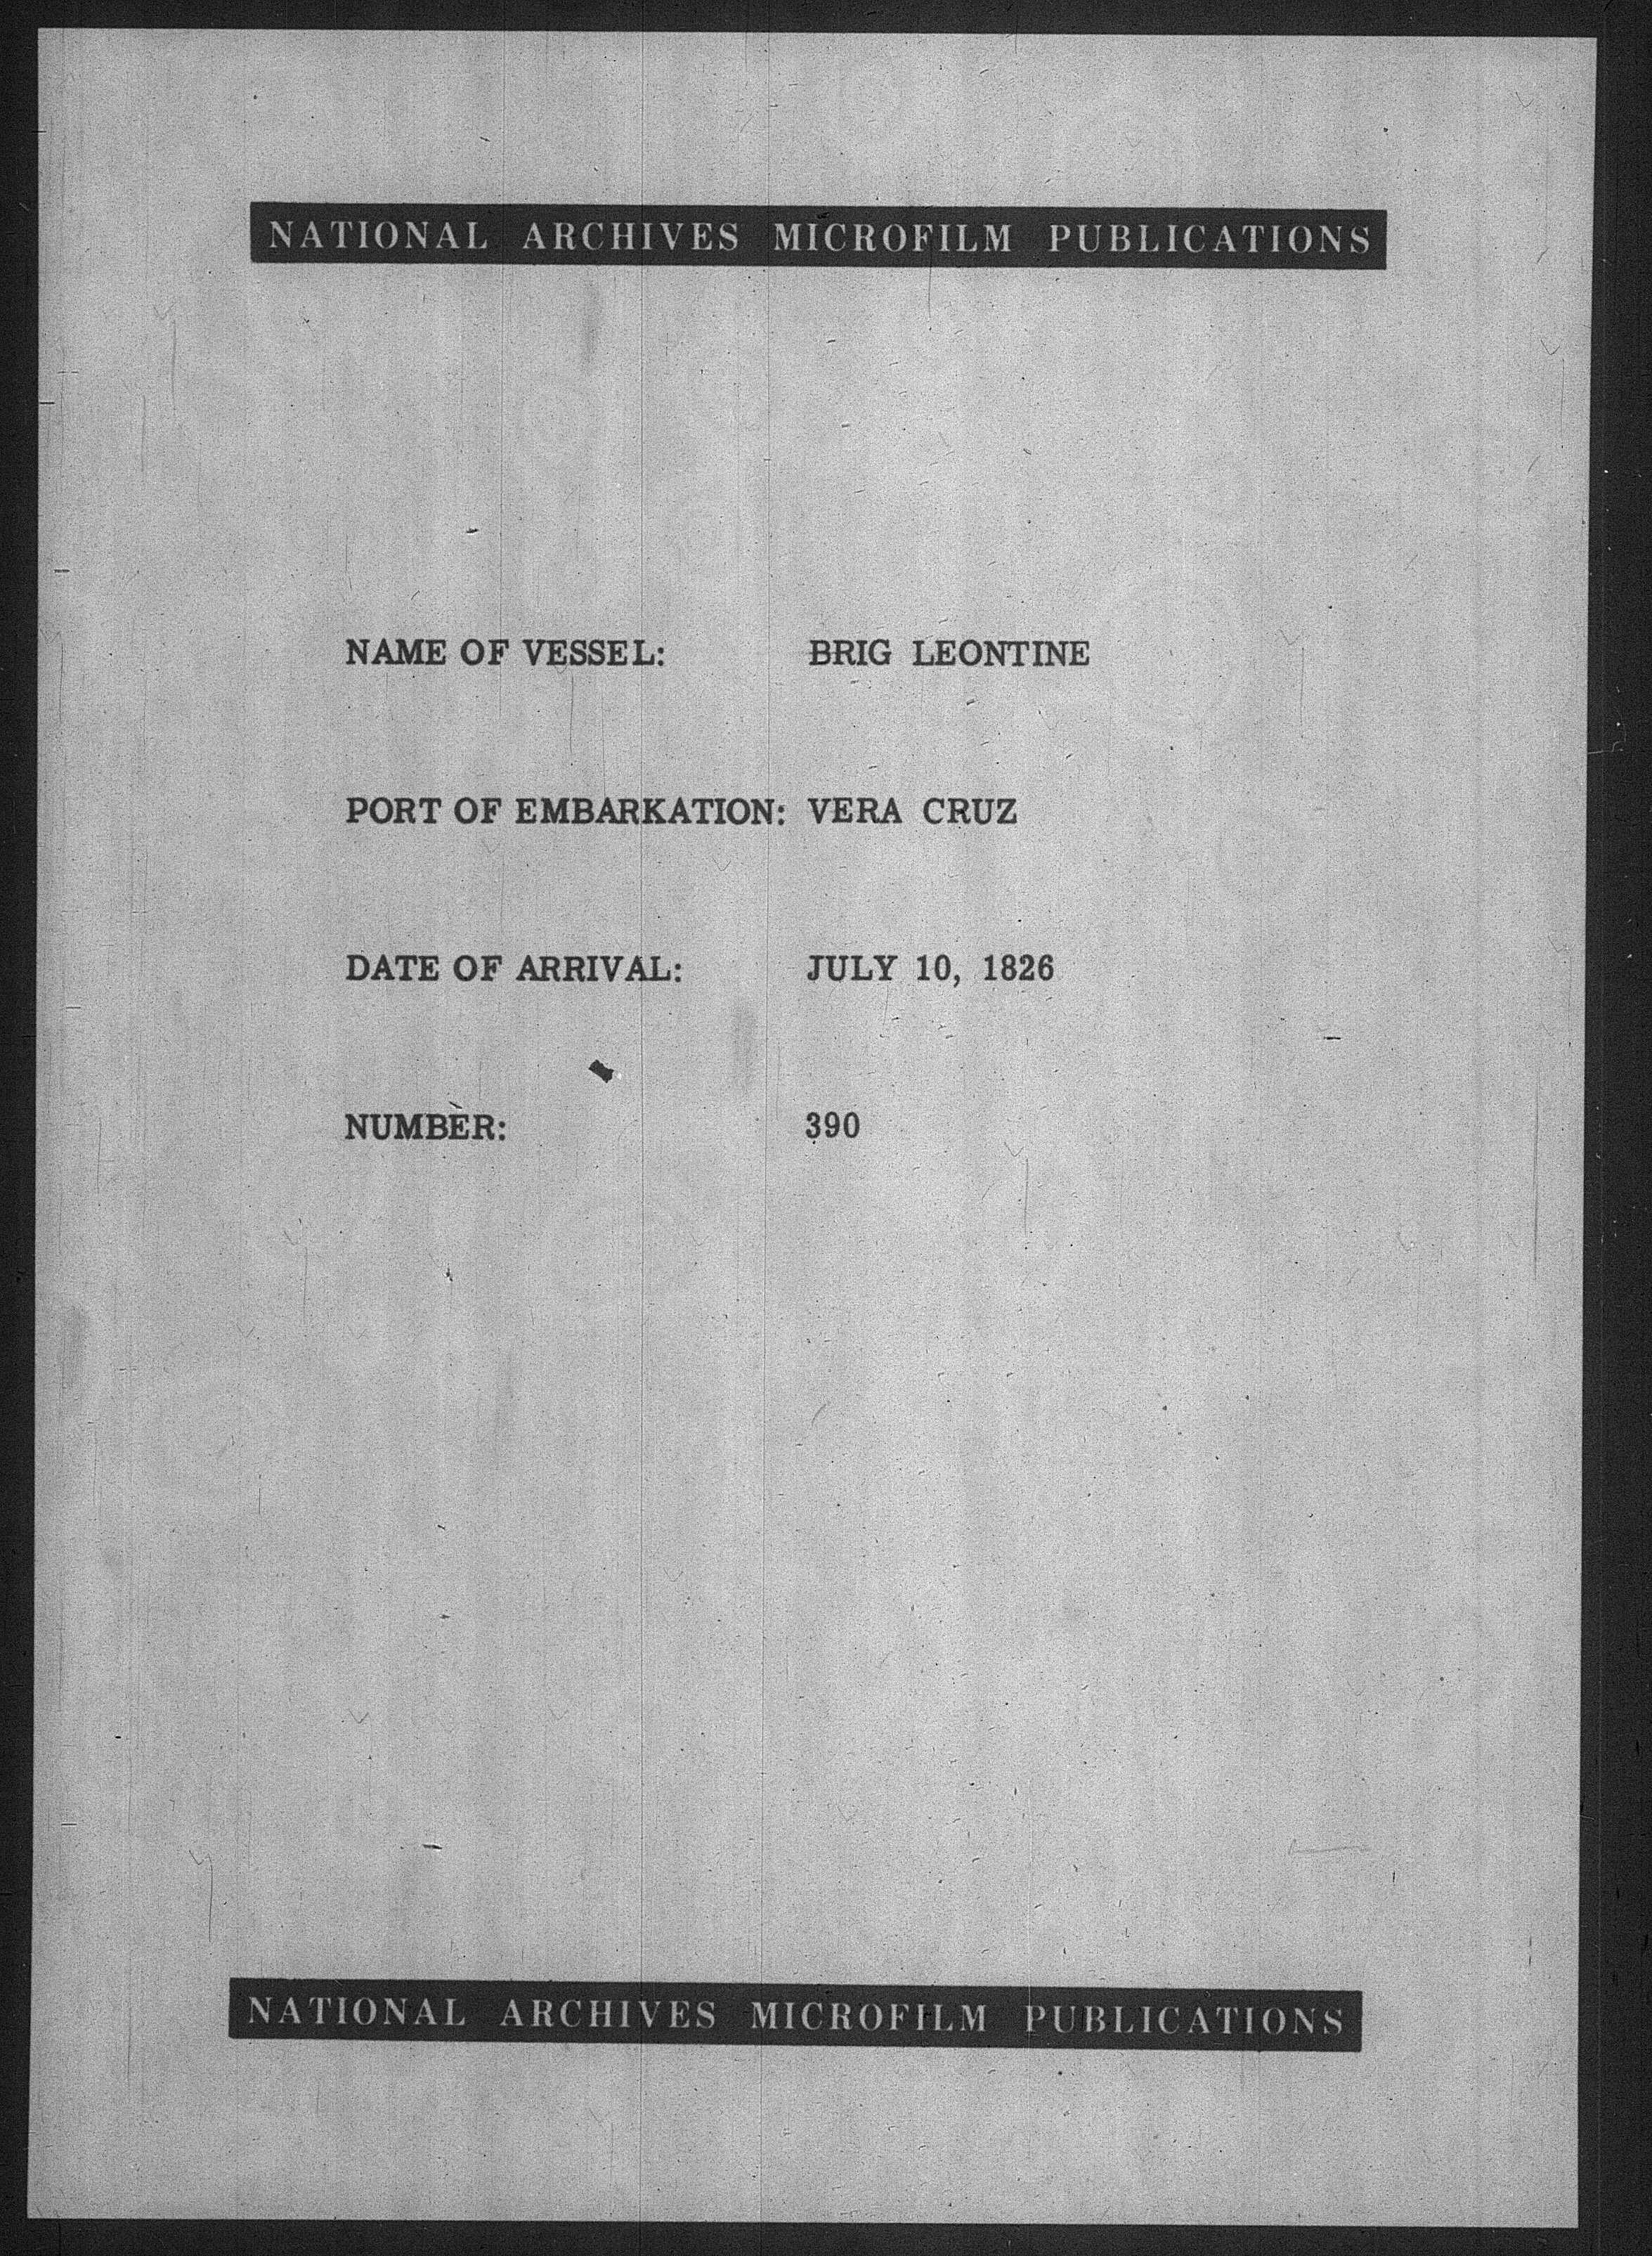 NATIONAL ARCHIVES MICROFILM PUBLICATIONS
NAME OF VESSEL: BRIG LEONTINE
PORT OF EMBARKATION: VERA CRUZ
DATE OF ARRIVAL: JULY 10, 1826
NUMBER: 390
NATIONAL ARCHIVES MICROFILM PUBLICATIONS